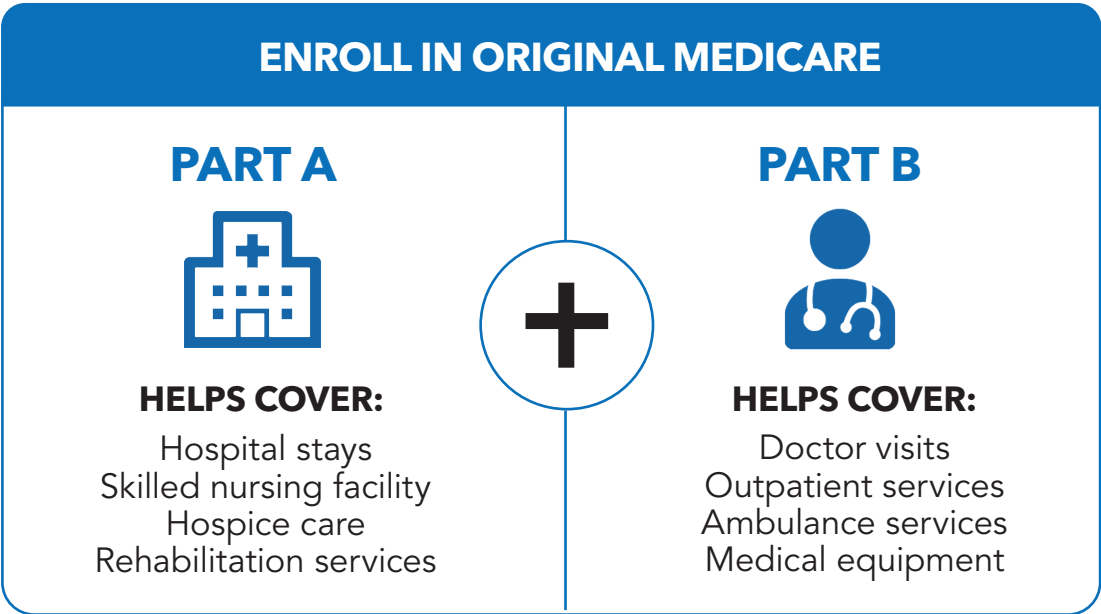 ENROLL IN ORIGINAL MEDICARE
PART A
HELPS COVER:
Hospital stays
Skilled nursing facility
Hospice care
Rehabilitation services
PART B
HELPS COVER:
Doctor visits
Outpatient services
Ambulance services
Medical equipment